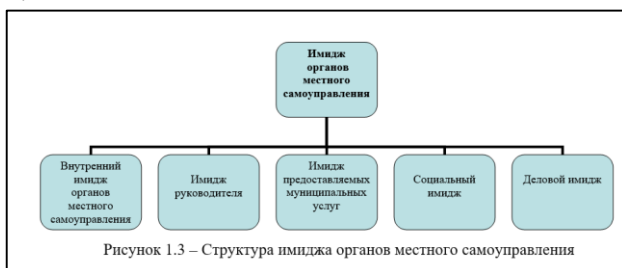 Имидж
органов
местного
самоуправления
Внутренний
имидж
органов
местного
самоуправления
Имидж
руководителя
Имидж
предоставляемых
муниципальных
услуг
Социальный
имидж
Деловой имидж
Рисунок 1.3 – Структура имиджа органов местного самоуправления